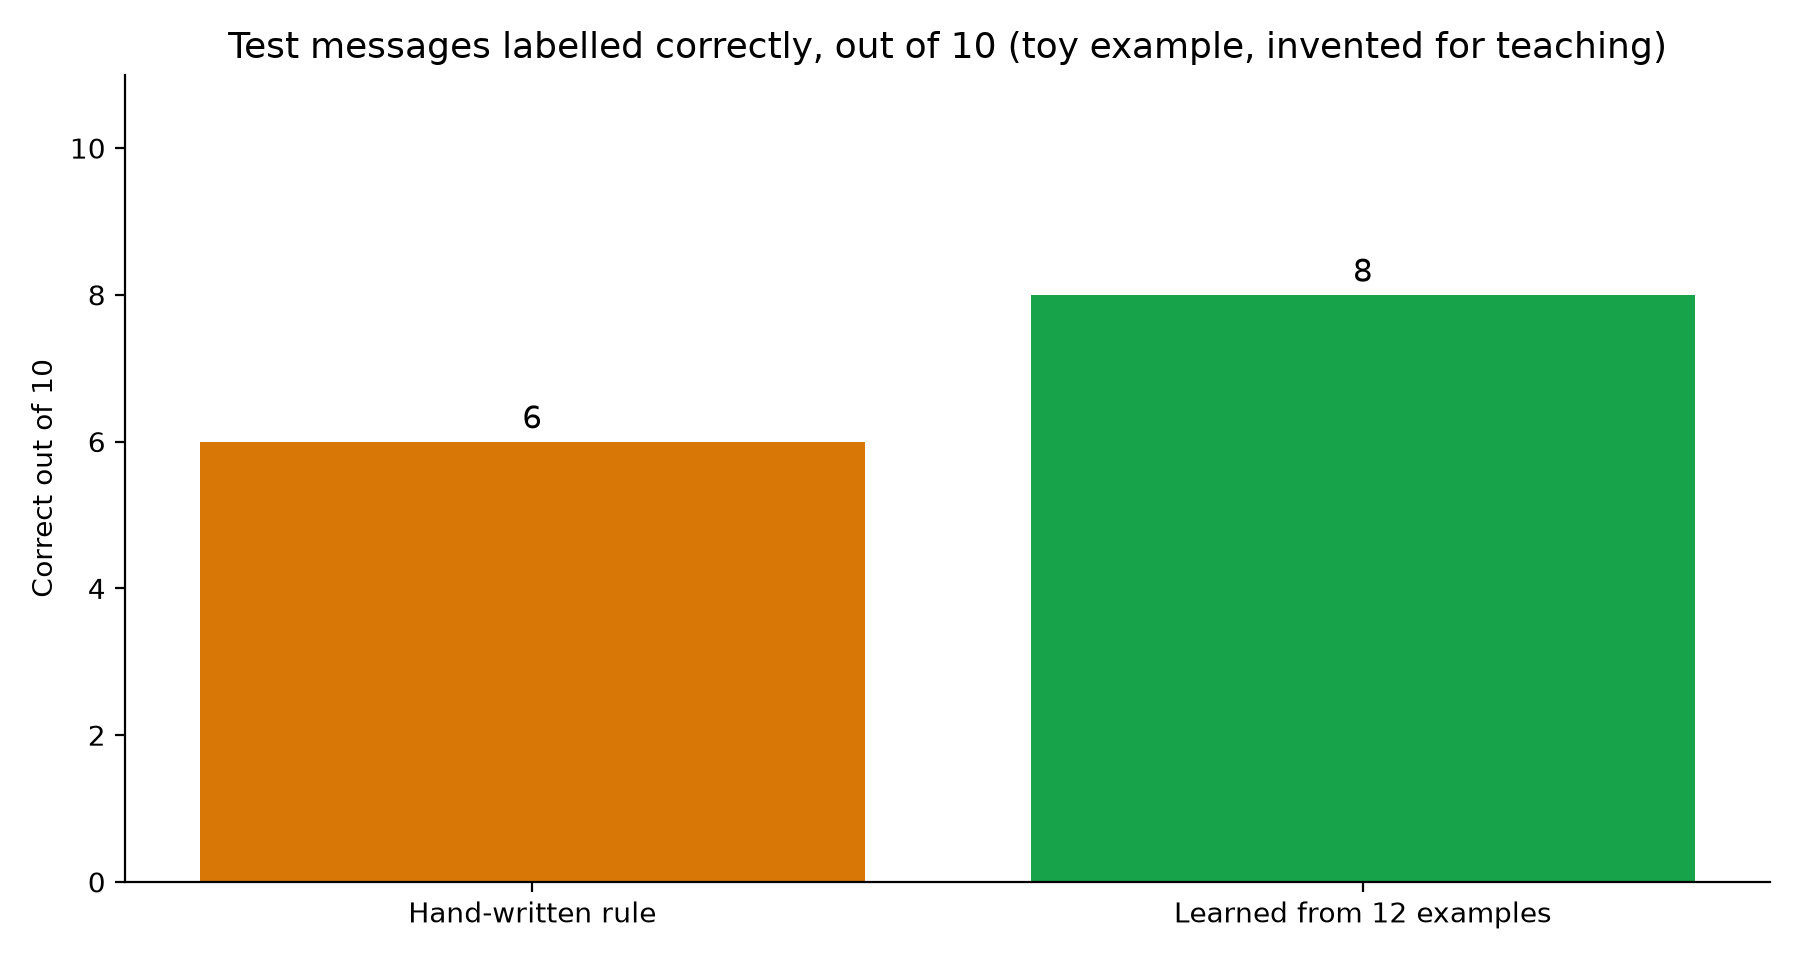 Test messages labelled correctly, out of 10 (toy example, invented for teaching)
Correct out of 10
10
8
6
4
2
0
6
8
Hand-written rule
Learned from 12 examples